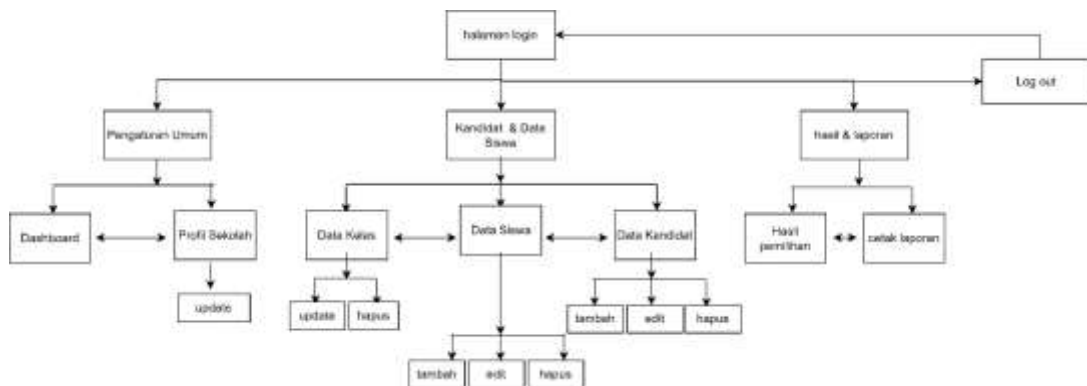 halaman login
Log out
Pengaturan Umum
Kandidat & Data
Siswa
hasil & laporan
Dashboard
Profil Sekolah
Data Kelas
Data Siswa
Data Kandidat
Hasil
pemilihan
cetak laporan
update
update
hapus
tambah
edit
hapus
tambah
edit
hapus